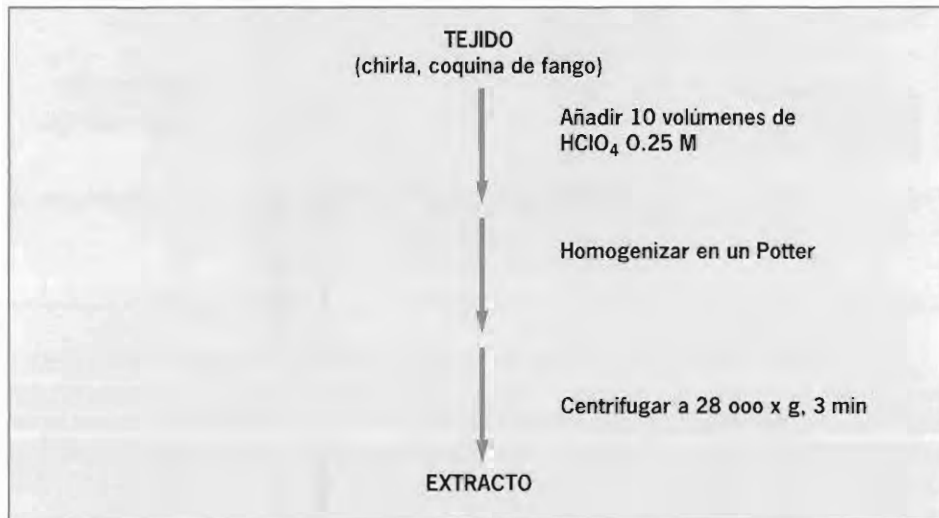 TEJIDO
(chirla, coquina de fango)
Añadir 10 volúmenes de
HClO₄ 0.25 M
Homogenizar en un Potter
Centrifugar a 28 ooo x g, 3 min
EXTRACTO